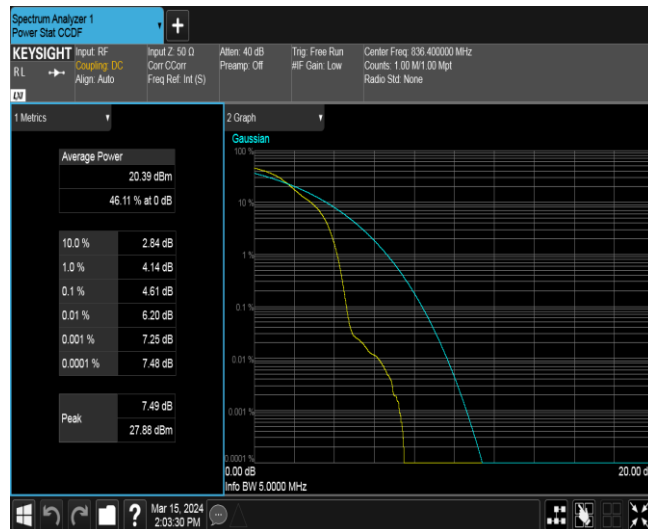 Spectrum Analyzer 1
Power Stat CCDF
+
KEYSIGHT
RL
LXI
Input: RF
Coupling: DC
Align: Auto
Input Z: 50 Ω
Corr CCorr
Freq Ref: Int (S)
Atten: 40 dB
Preamp: Off
Trig: Free Run
#IF Gain: Low
Center Freq: 836.400000 MHz
Counts: 1.00 M/1.00 Mpt
Radio Std: None
1 Metrics
Average Power
20.39 dBm
46.11 % at 0 dB
10.0 % 2.84 dB
1.0 % 4.14 dB
0.1 % 4.61 dB
0.01 % 6.20 dB
0.001 % 7.25 dB
0.0001 % 7.48 dB
Peak
7.49 dB
27.88 dBm
2 Graph
Gaussian
100 %
10 %
1 %
0.1 %
0.01 %
0.001 %
0.0001 %
0.00 dB
20.00 d
Info BW 5.0000 MHz
?
Mar 15, 2024
2:03:30 PM